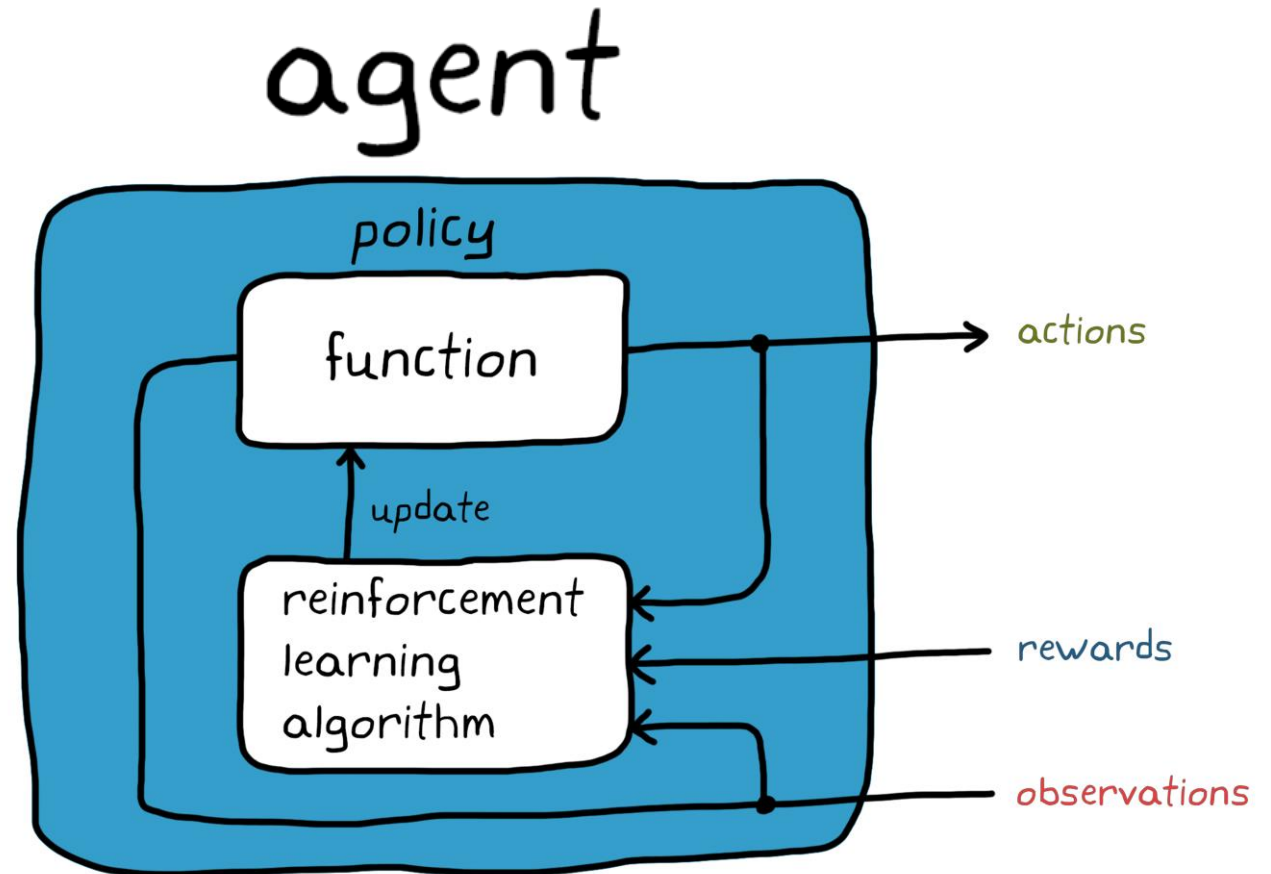 agent
policy
function
actions
update
reinforcement
learning
algorithm
rewards
observations